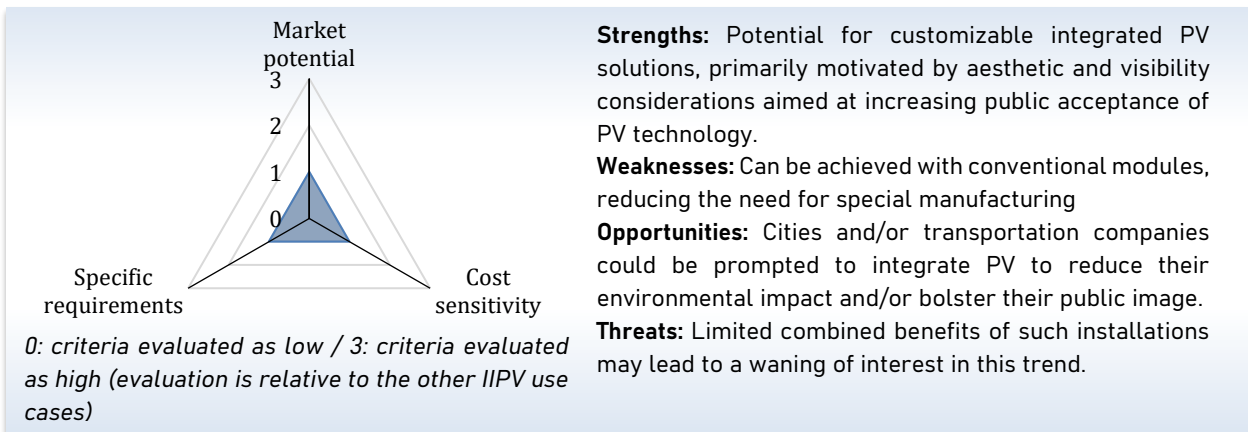 Market
potential
3
2
1
0
Specific
requirements
Cost
sensitivity
0: criteria evaluated as low / 3: criteria evaluated
as high (evaluation is relative to the other IIPV use
cases)
Strengths: Potential for customizable integrated PV
solutions, primarily motivated by aesthetic and visibility
considerations aimed at increasing public acceptance of
PV technology.
Weaknesses: Can be achieved with conventional modules,
reducing the need for special manufacturing
Opportunities: Cities and/or transportation companies
could be prompted to integrate PV to reduce their
environmental impact and/or bolster their public image.
Threats: Limited combined benefits of such installations
may lead to a waning of interest in this trend.